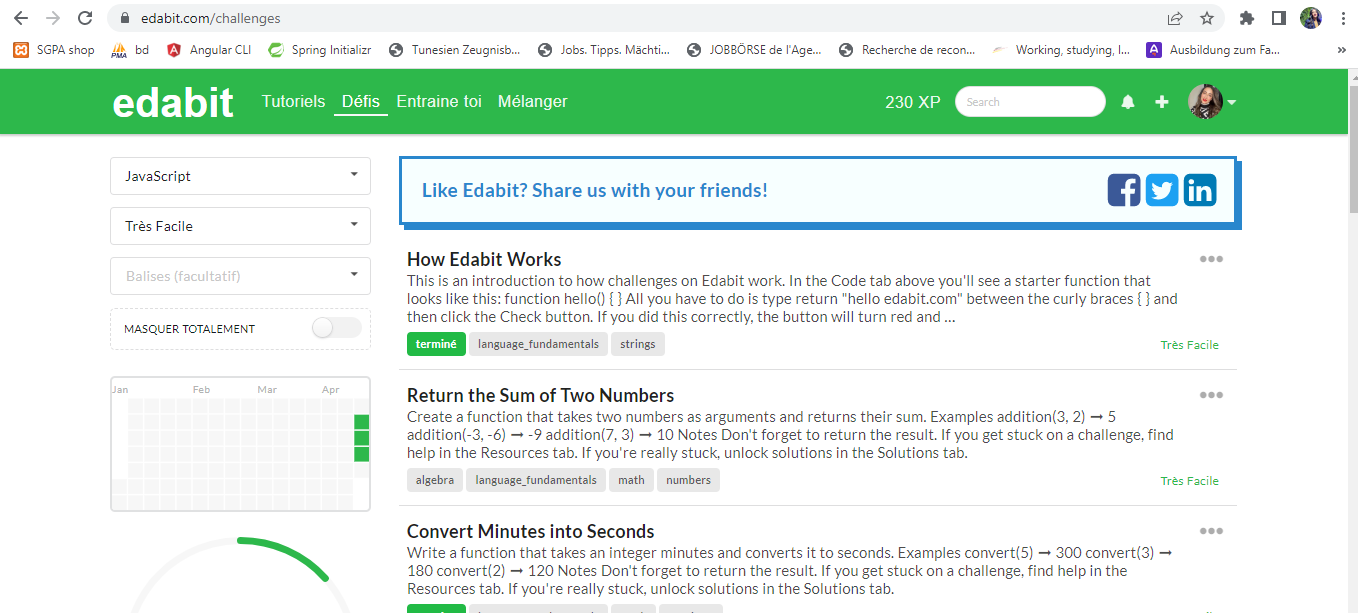 edabit.com/challenges
SGPA shop
bd
Angular CLI
Spring Initializr
Tunesien Zeugnisb...
Jobs. Tipps. Mächti...
JOBBÖRSE de l'Age...
Recherche de recon...
Working, studying, l...
Ausbildung zum Fa...
»
edabit
Tutoriels
Défis
Entraine toi
Mélanger
230 XP
Search
JavaScript
Très Facile
Balises (facultatif)
MASQUER TOTALEMENT
Jan Feb Mar Apr
Like Edabit? Share us with your friends!
How Edabit Works
This is an introduction to how challenges on Edabit work. In the Code tab above you'll see a starter function that
looks like this: function hello() { } All you have to do is type return "hello edabit.com" between the curly braces { } and
then click the Check button. If you did this correctly, the button will turn red and ...
terminé language_fundamentals strings
Très Facile
Return the Sum of Two Numbers
Create a function that takes two numbers as arguments and returns their sum. Examples addition(3, 2) ➞ 5
addition(-3, -6) ➞ -9 addition(7, 3) ➞ 10 Notes Don't forget to return the result. If you get stuck on a challenge, find
help in the Resources tab. If you're really stuck, unlock solutions in the Solutions tab.
algebra language_fundamentals math numbers
Très Facile
Convert Minutes into Seconds
Write a function that takes an integer minutes and converts it to seconds. Examples convert(5) ➞ 300 convert(3) ➞
180 convert(2) ➞ 120 Notes Don't forget to return the result. If you get stuck on a challenge, find help in the
Resources tab. If you're really stuck, unlock solutions in the Solutions tab.